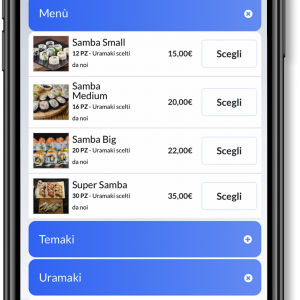 Menù
Samba Small
12 PZ - Uramaki scelti
da noi
15,00€
Scegli
Samba
Medium
16 PZ - Uramaki scelti
da noi
20,00€
Scegli
Samba Big
20 PZ - Uramaki scelti
da noi
22,00€
Scegli
Super Samba
30 PZ - Uramaki scelti
da noi
35,00€
Scegli
Temaki
Uramaki